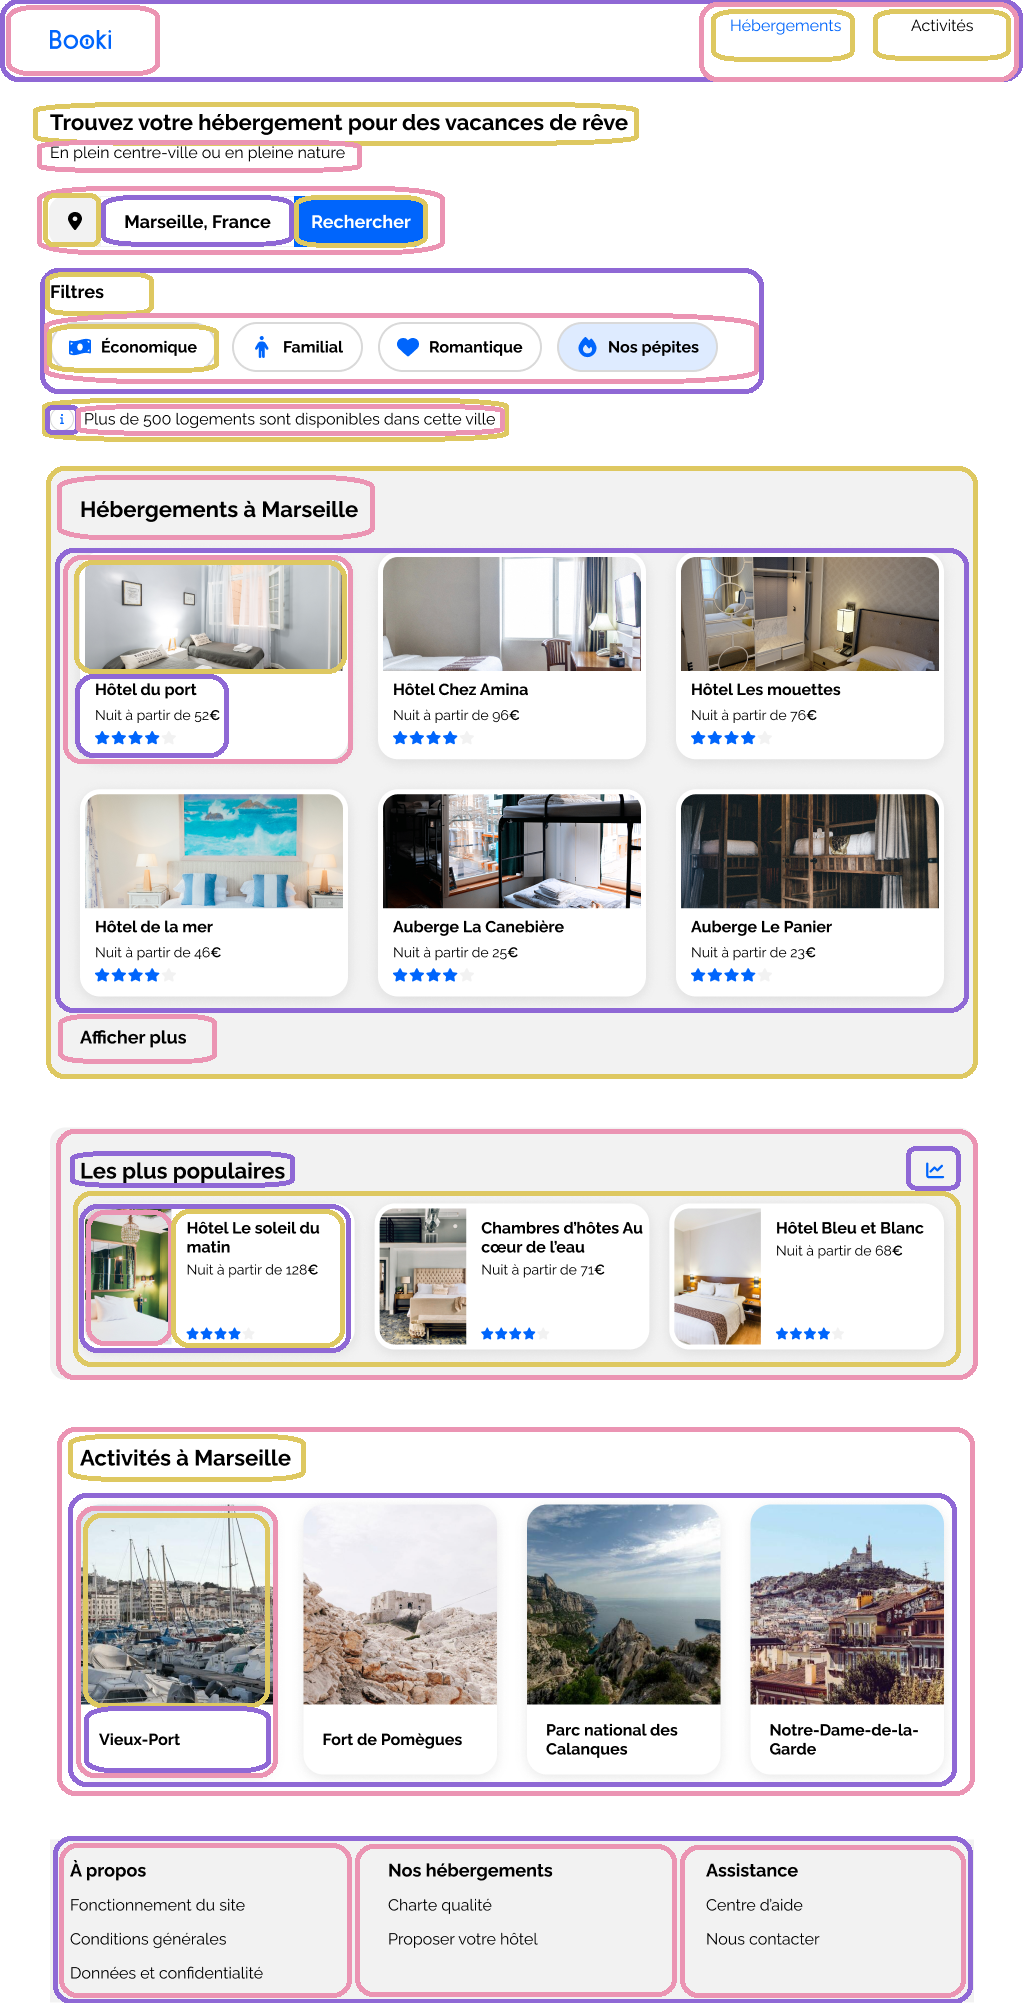 Booki
Hébergements
Activités
Trouvez votre hébergement pour des vacances de rêve
En plein centre-ville ou en pleine nature
Marseille, France
Rechercher
Filtres
Économique
Familial
Romantique
Nos pépites
i
Plus de 500 logements sont disponibles dans cette ville
Hébergements à Marseille
Hôtel du port
Nuit à partir de 52€
Hôtel Chez Amina
Nuit à partir de 96€
Hôtel Les mouettes
Nuit à partir de 76€
Hôtel de la mer
Nuit à partir de 46€
Auberge La Canebière
Nuit à partir de 25€
Auberge Le Panier
Nuit à partir de 23€
Afficher plus
Les plus populaires
Hôtel Le soleil du
matin
Nuit à partir de 128€
Chambres d’hôtes Au
cœur de l’eau
Nuit à partir de 71€
Hôtel Bleu et Blanc
Nuit à partir de 68€
Activités à Marseille
Vieux-Port
Fort de Pomègues
Parc national des
Calanques
Notre-Dame-de-la-
Garde
À propos
Fonctionnement du site
Conditions générales
Données et confidentialité
Nos hébergements
Charte qualité
Proposer votre hôtel
Assistance
Centre d’aide
Nous contacter